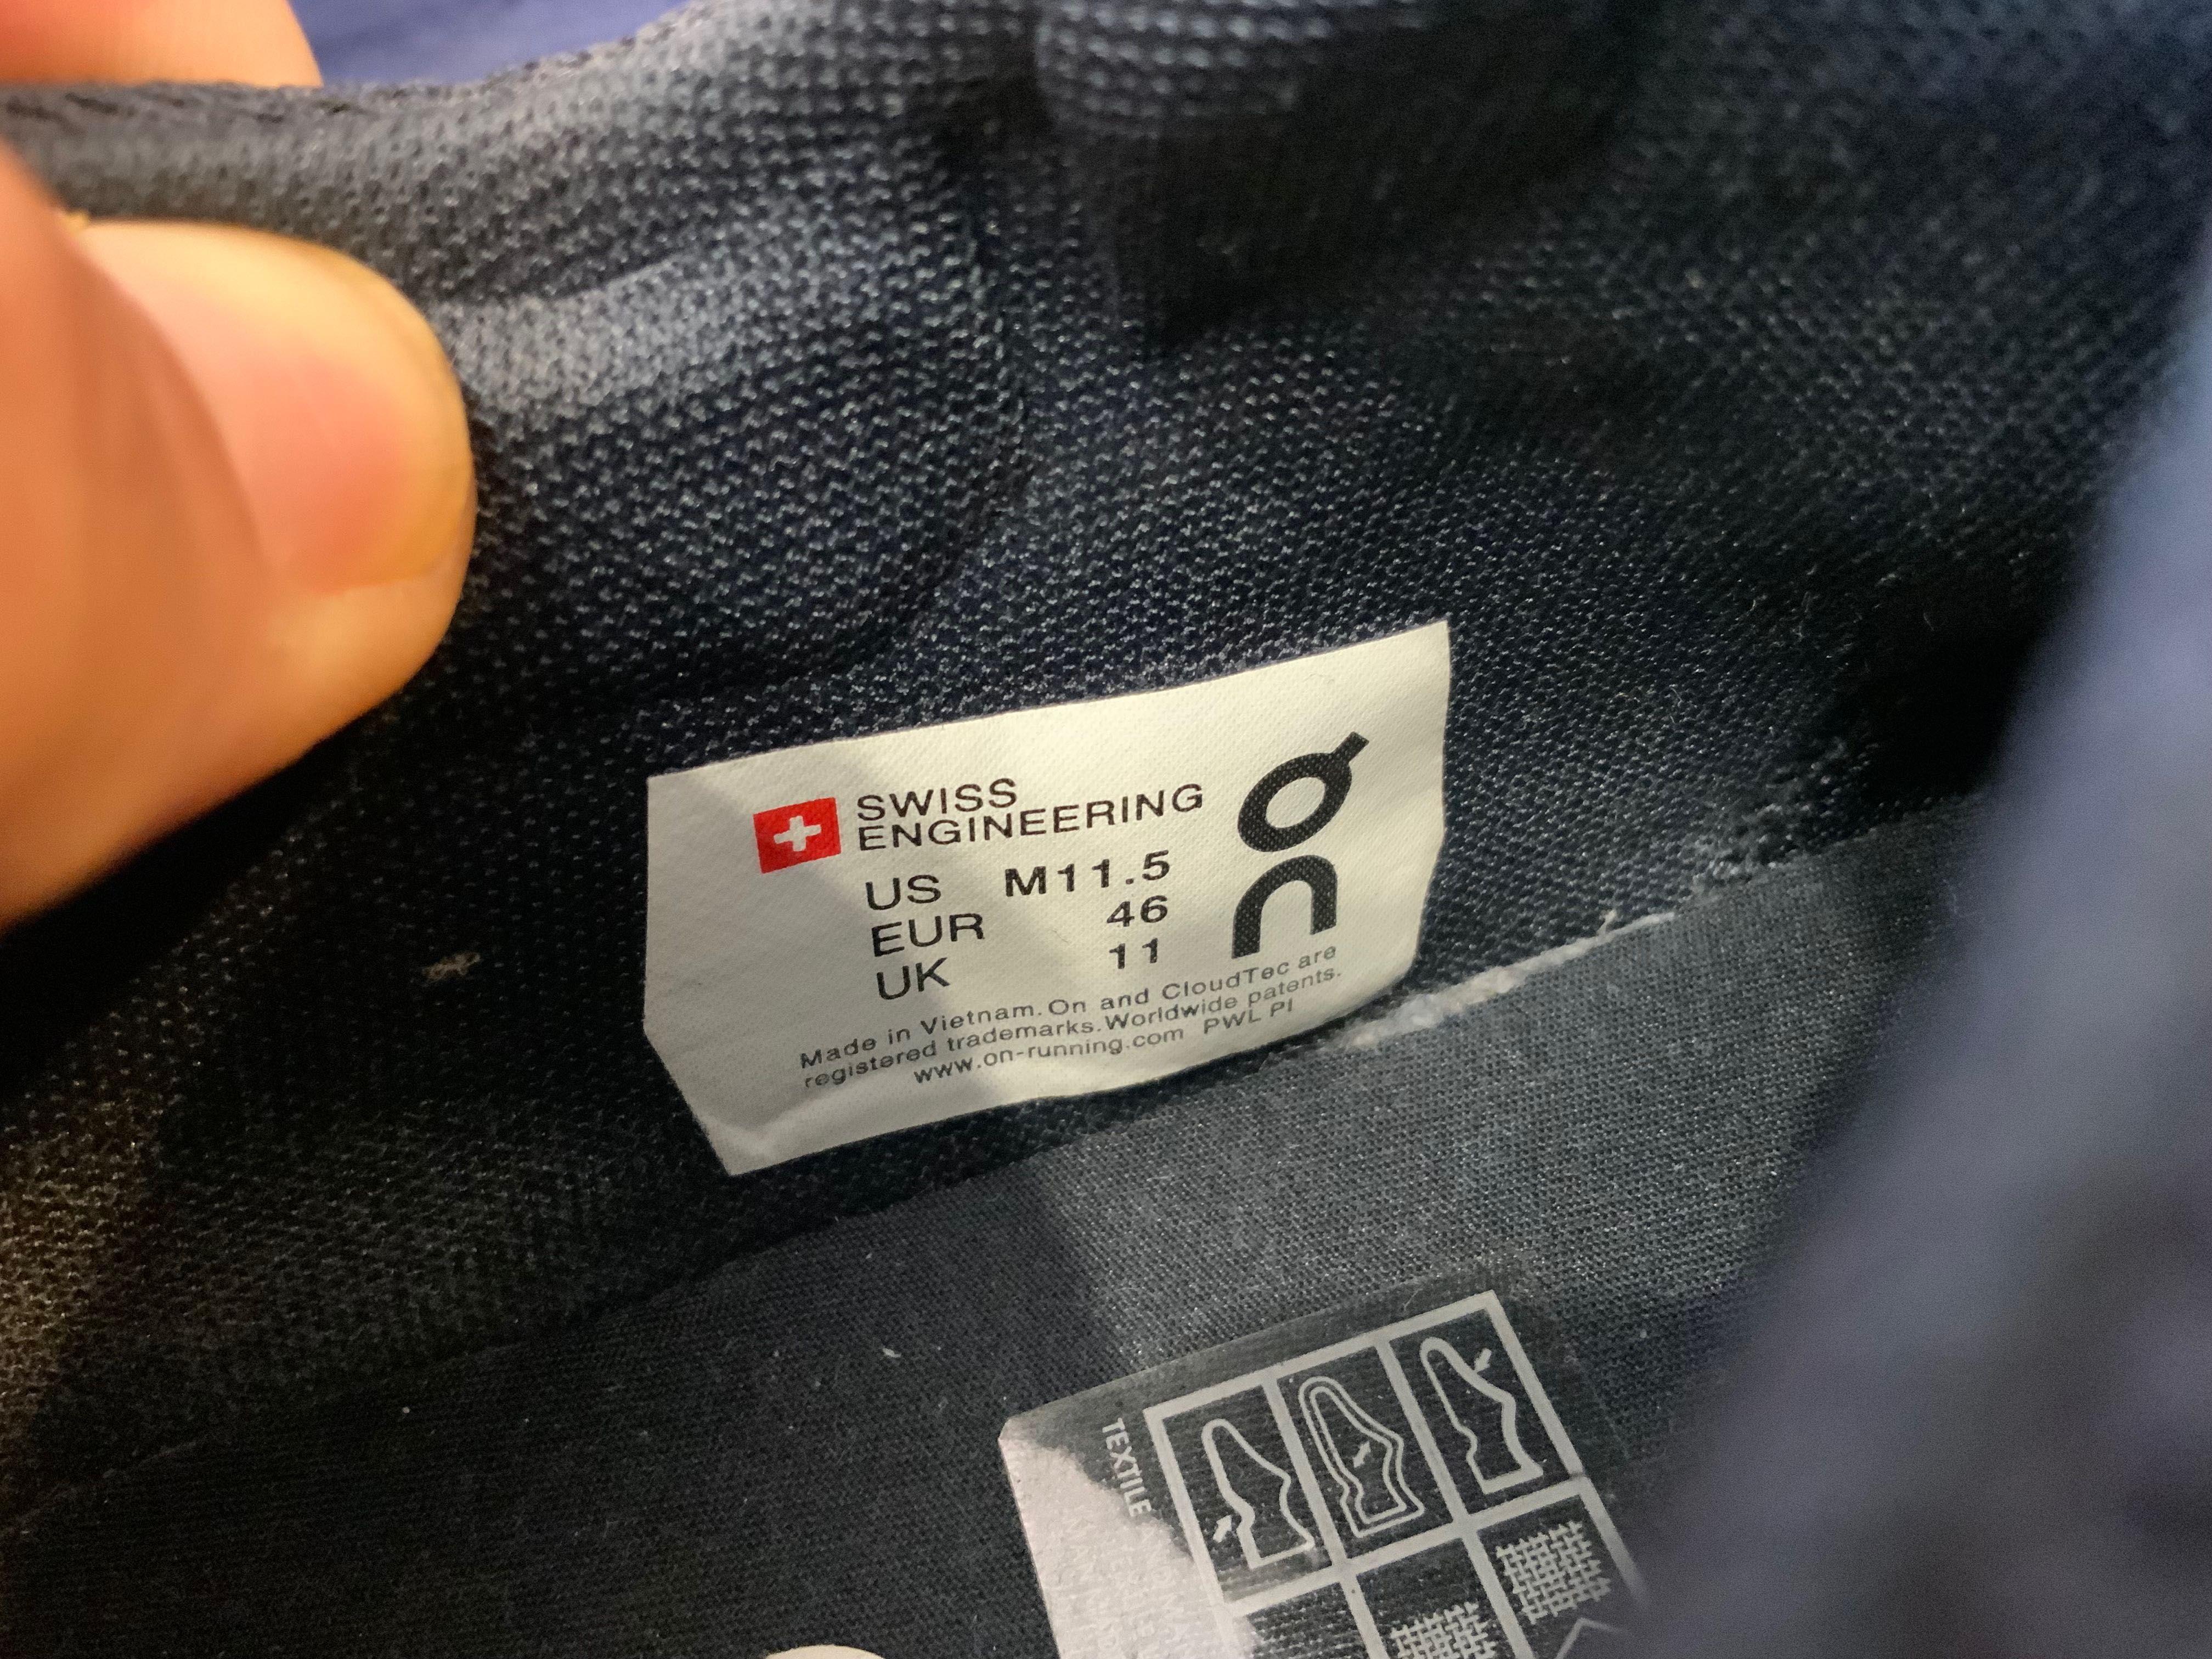 SWISS
ENGINEERING
On
US M11.5
EUR 46
UK 11
Made in Vietnam. On and CloudTec are
registered trademarks. Worldwide patents.
www.on-running.com PWL PI
TEXTILE